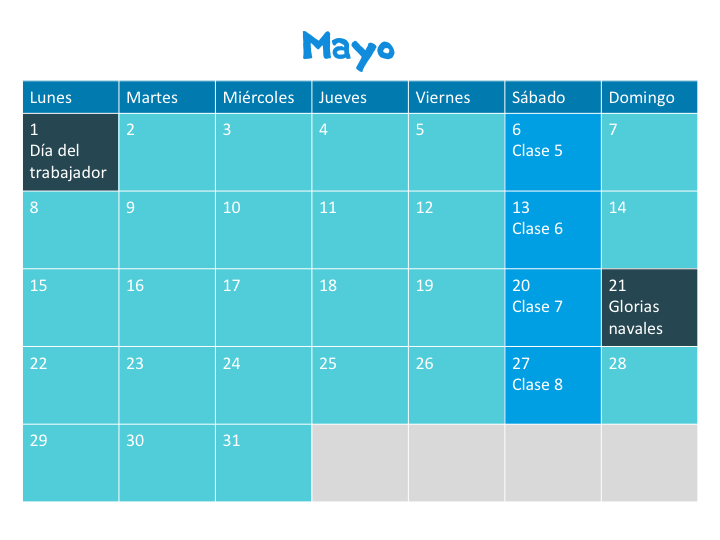 Mayo
Lunes Martes Miércoles Jueves Viernes Sábado Domingo
1 2 3 4 5 6 7
Día del Clase 5
trabajador
8 9 10 11 12 13 14
Clase 6
15 16 17 18 19 20 21
Clase 7 Glorias
navales
22 23 24 25 26 27 28
Clase 8
29 30 31